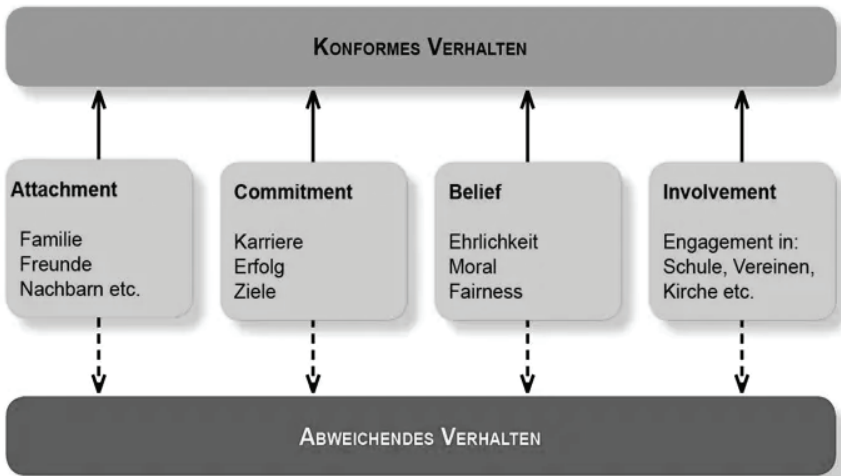 KONFORMES VERHALTEN
Attachment
Familie
Freunde
Nachbarn etc.
Commitment
Karriere
Erfolg
Ziele
Belief
Ehrlichkeit
Moral
Fairness
Involvement
Engagement in:
Schule, Vereinen,
Kirche etc.
ABWEICHENDES VERHALTEN